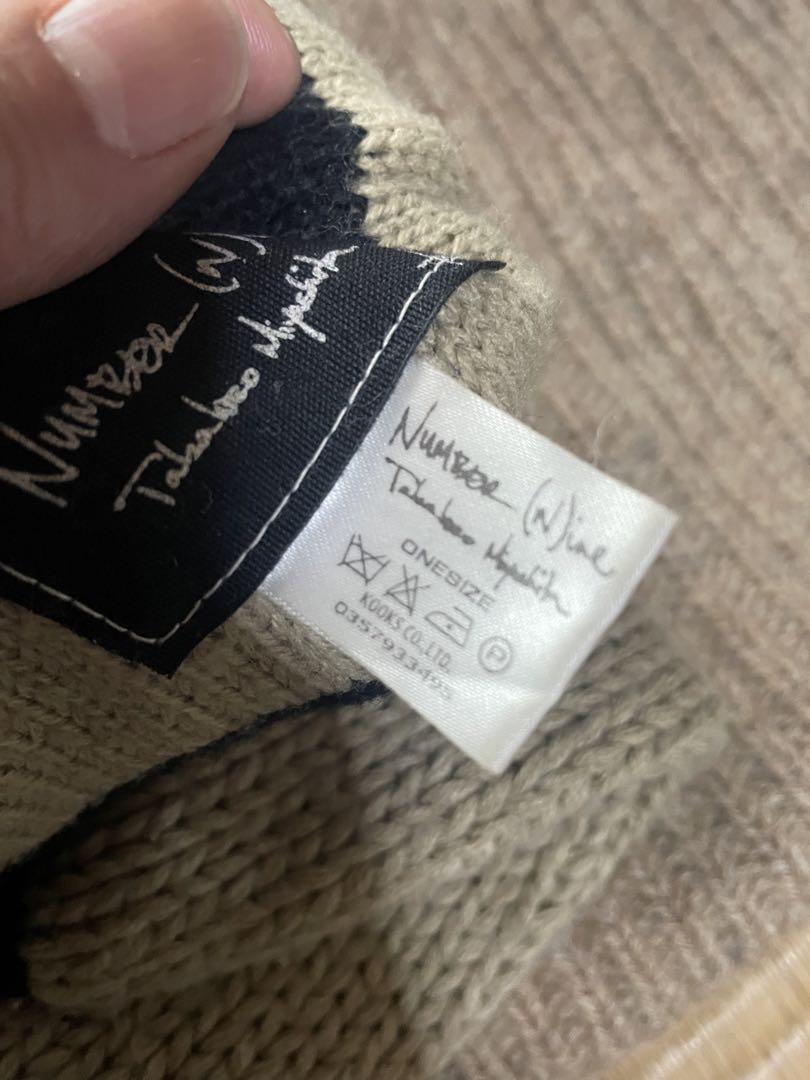 NUMBER (N)
Takahiro Miyashita
NUMBER (N)ine
Takahiro Miyashita
ONESIZE
P
KOOKS CO.,LTD.
0357933495